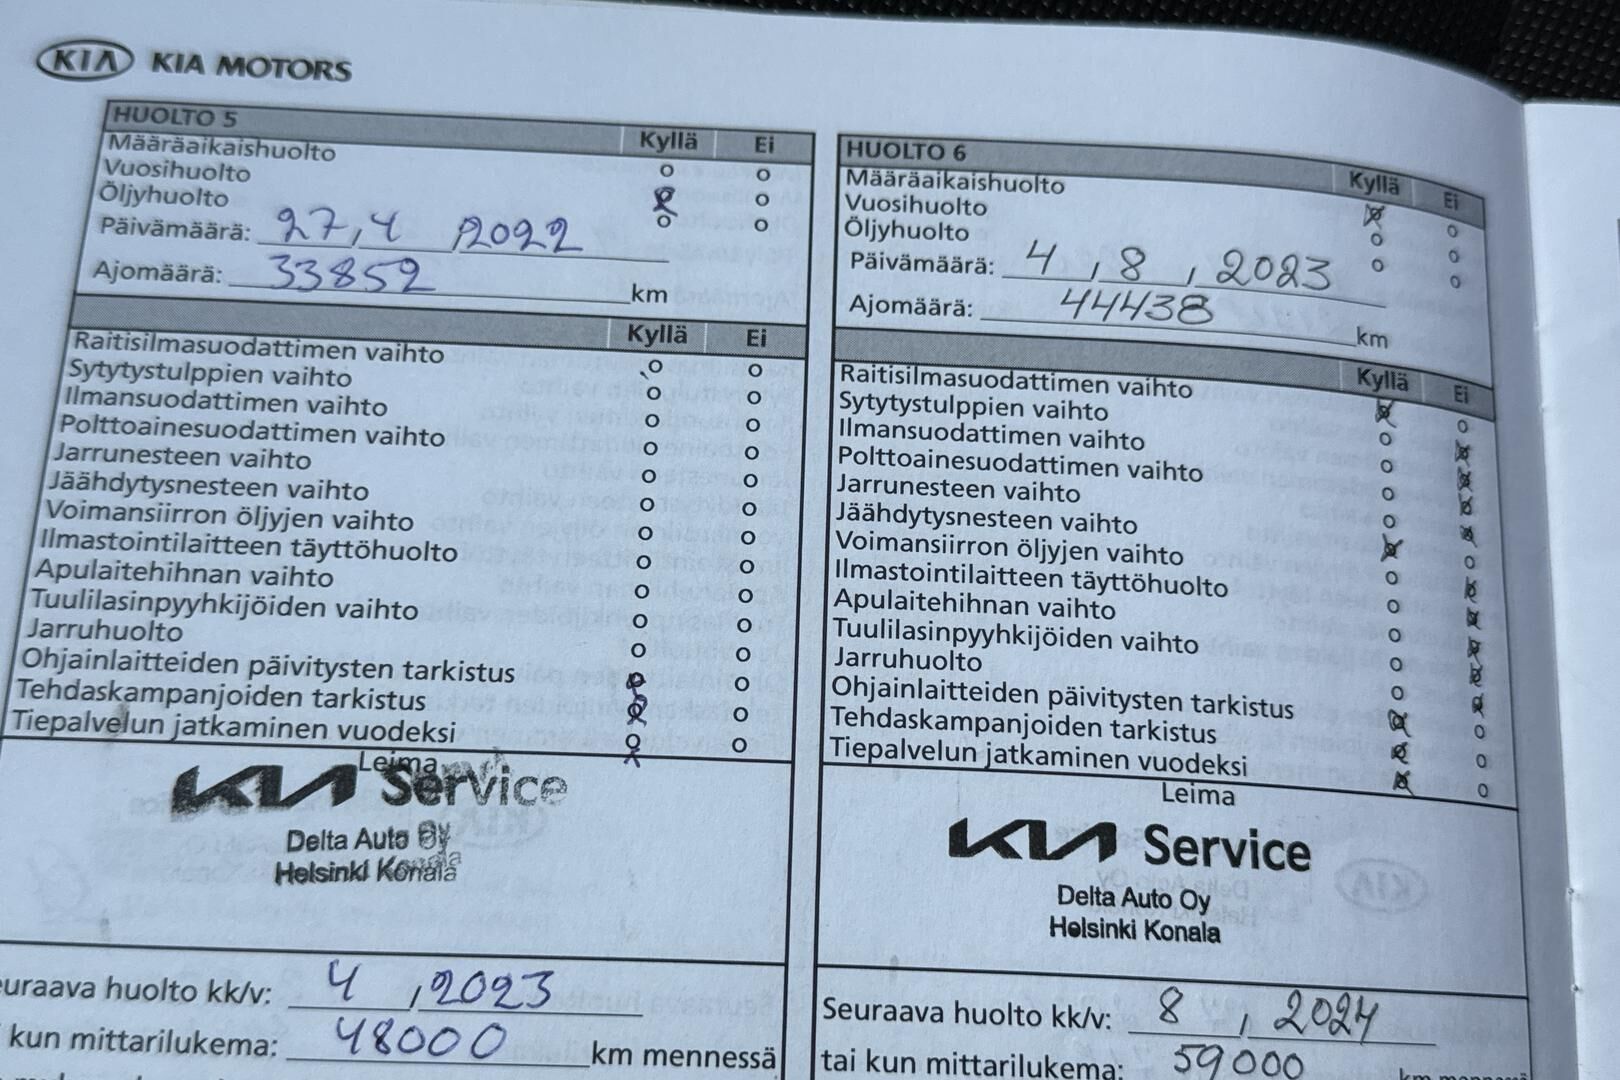 KIA KIA MOTORS
HUOLTO 5 Kyllä Ei
Määräaikaishuolto
Vuosihuolto
Öljyhuolto
Päivämäärä: 27,4 ,2022
Ajomäärä: 33852 km
Kyllä Ei
Raitisilmasuodattimen vaihto
Sytytystulppien vaihto
Ilmansuodattimen vaihto
Polttoainesuodattimen vaihto
Jarrunesteen vaihto
Jäähdytysnesteen vaihto
Voimansiirron öljyjen vaihto
Ilmastointilaitteen täyttöhuolto
Apulaitehihnan vaihto
Tuulilasinpyyhkijöiden vaihto
Jarruhuolto
Ohjainlaitteiden päivitysten tarkistus
Tehdaskampanjoiden tarkistus
Tiepalvelun jatkaminen vuodeksi
Leima
KIA Service
Delta Auto Oy
Helsinki Konala
euraava huolto kk/v: 4 ,2023
kun mittarilukema: 48000 km mennessä
HUOLTO 6 Kyllä Ei
Määräaikaishuolto
Vuosihuolto
Öljyhuolto
Päivämäärä: 4 ,8 , 2023
Ajomäärä: 44438 km
Kyllä Ei
Raitisilmasuodattimen vaihto
Sytytystulppien vaihto
Ilmansuodattimen vaihto
Polttoainesuodattimen vaihto
Jarrunesteen vaihto
Jäähdytysnesteen vaihto
Voimansiirron öljyjen vaihto
Ilmastointilaitteen täyttöhuolto
Apulaitehihnan vaihto
Tuulilasinpyyhkijöiden vaihto
Jarruhuolto
Ohjainlaitteiden päivitysten tarkistus
Tehdaskampanjoiden tarkistus
Tiepalvelun jatkaminen vuodeksi
Leima
KIA Service
Delta Auto Oy
Helsinki Konala
Seuraava huolto kk/v: 8 , 2024
tai kun mittarilukema: 59000 km mennessä